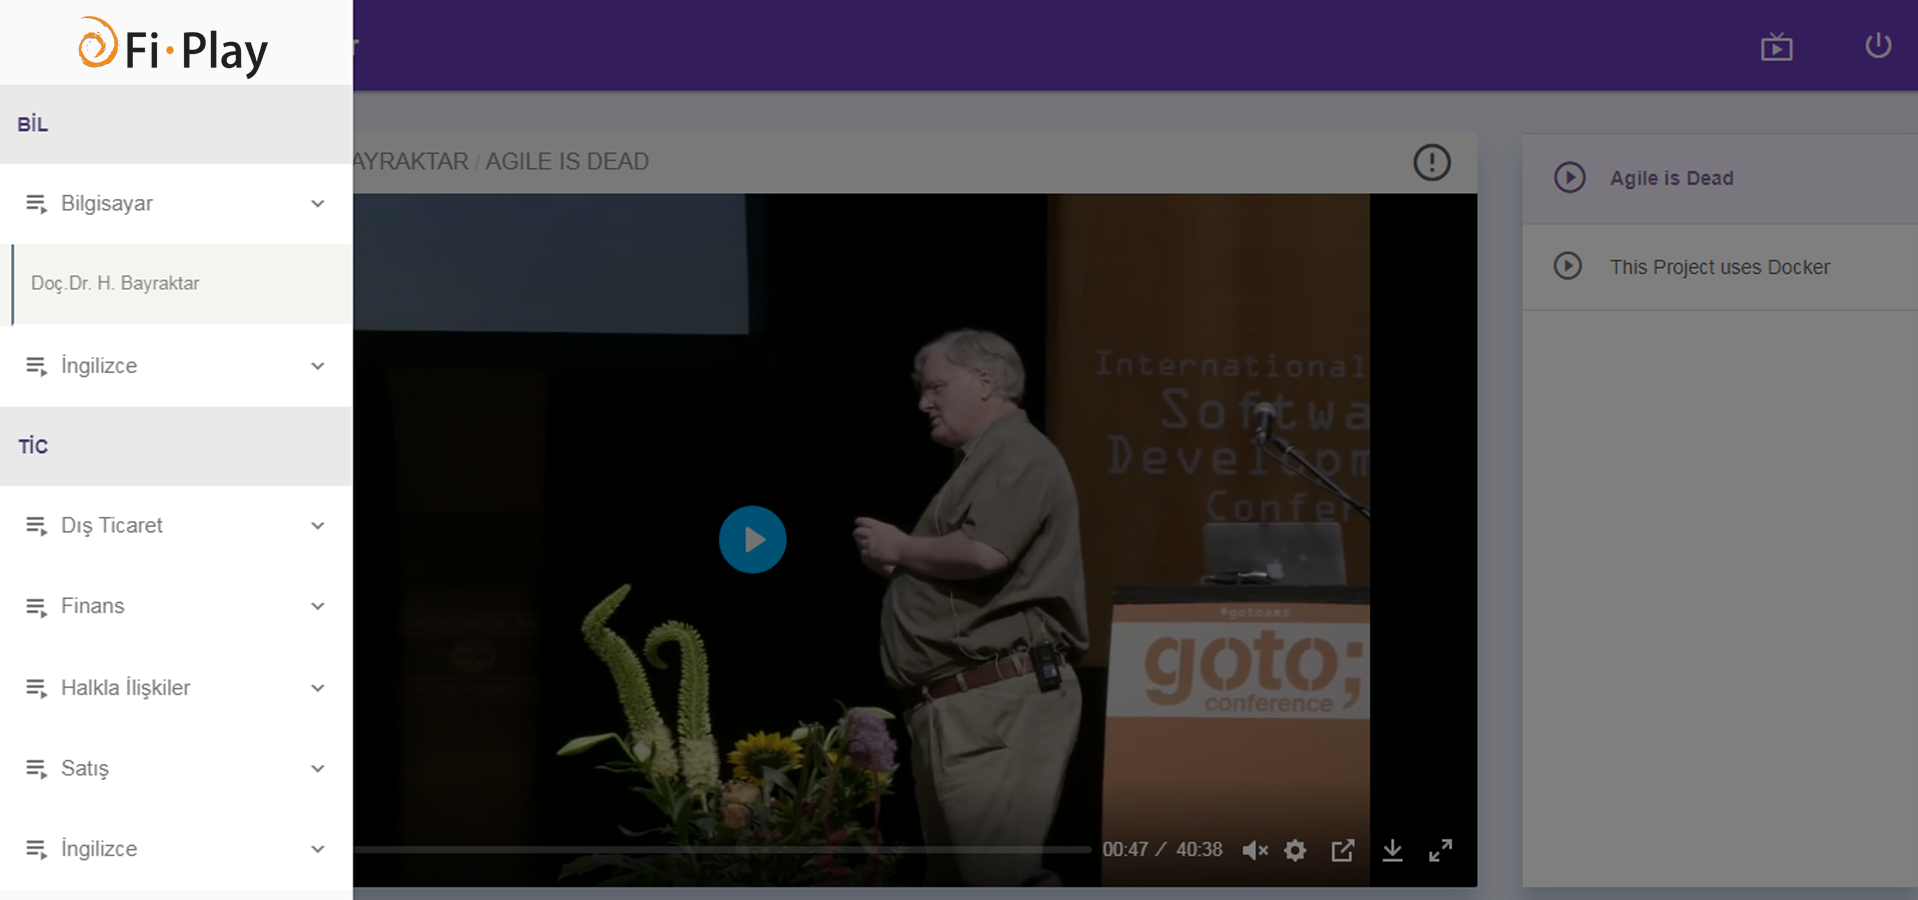 Fi·Play
BİL
Bilgisayar
Doç.Dr. H. Bayraktar
İngilizce
TİC
Dış Ticaret
Finans
Halkla İlişkiler
Satış
İngilizce
AYRAKTAR / AGILE IS DEAD
International
Softwa
Developm
Confer
#gotoams
goto;
conference
00:47 / 40:38
Agile is Dead
This Project uses Docker